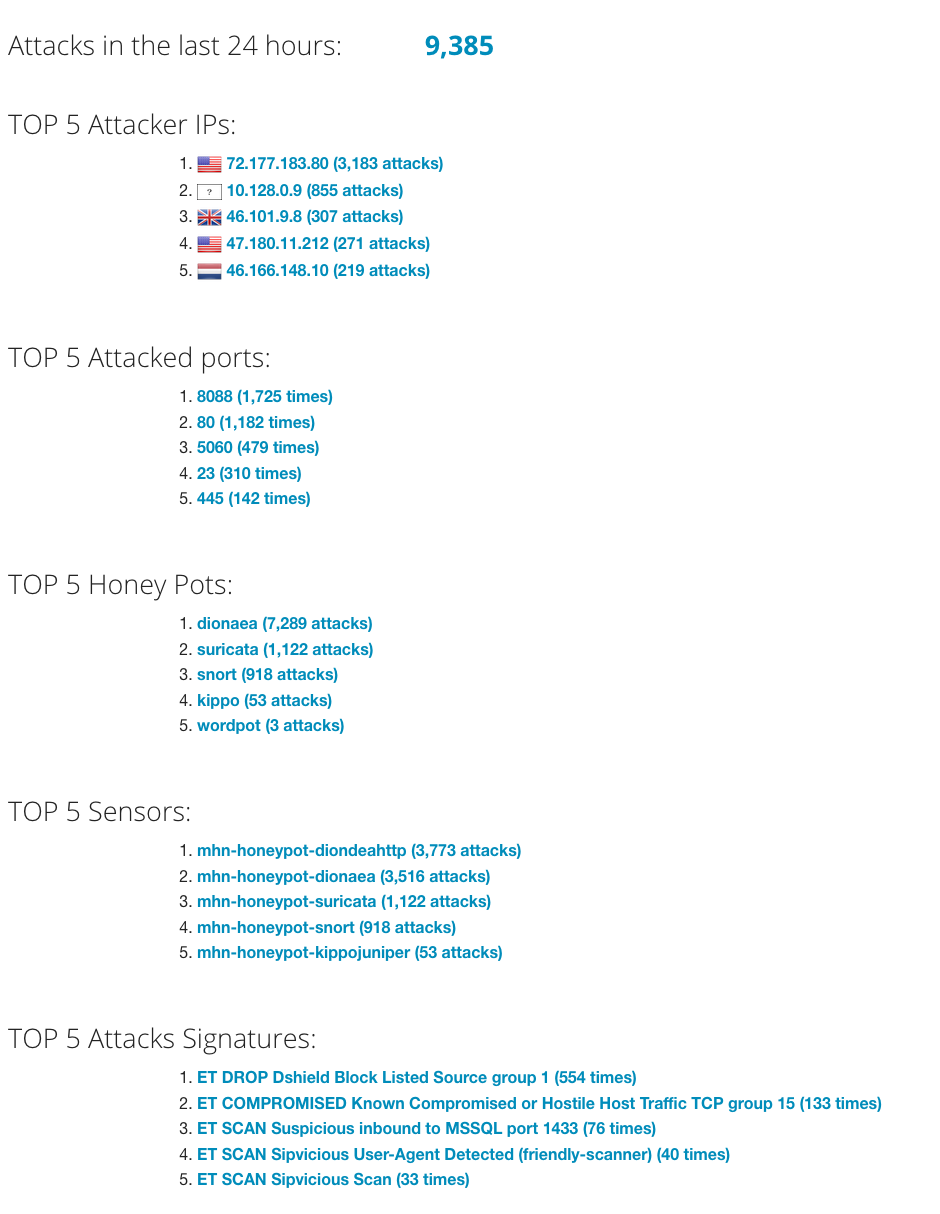 Attacks in the last 24 hours: 9,385
TOP 5 Attacker IPs:
1. 72.177.183.80 (3,183 attacks)
2. ? 10.128.0.9 (855 attacks)
3. 46.101.9.8 (307 attacks)
4. 47.180.11.212 (271 attacks)
5. 46.166.148.10 (219 attacks)
TOP 5 Attacked ports:
1. 8088 (1,725 times)
2. 80 (1,182 times)
3. 5060 (479 times)
4. 23 (310 times)
5. 445 (142 times)
TOP 5 Honey Pots:
1. dionaea (7,289 attacks)
2. suricata (1,122 attacks)
3. snort (918 attacks)
4. kippo (53 attacks)
5. wordpot (3 attacks)
TOP 5 Sensors:
1. mhn-honeypot-diondeahttp (3,773 attacks)
2. mhn-honeypot-dionaea (3,516 attacks)
3. mhn-honeypot-suricata (1,122 attacks)
4. mhn-honeypot-snort (918 attacks)
5. mhn-honeypot-kippojuniper (53 attacks)
TOP 5 Attacks Signatures:
1. ET DROP Dshield Block Listed Source group 1 (554 times)
2. ET COMPROMISED Known Compromised or Hostile Host Traffic TCP group 15 (133 times)
3. ET SCAN Suspicious inbound to MSSQL port 1433 (76 times)
4. ET SCAN Sipvicious User-Agent Detected (friendly-scanner) (40 times)
5. ET SCAN Sipvicious Scan (33 times)